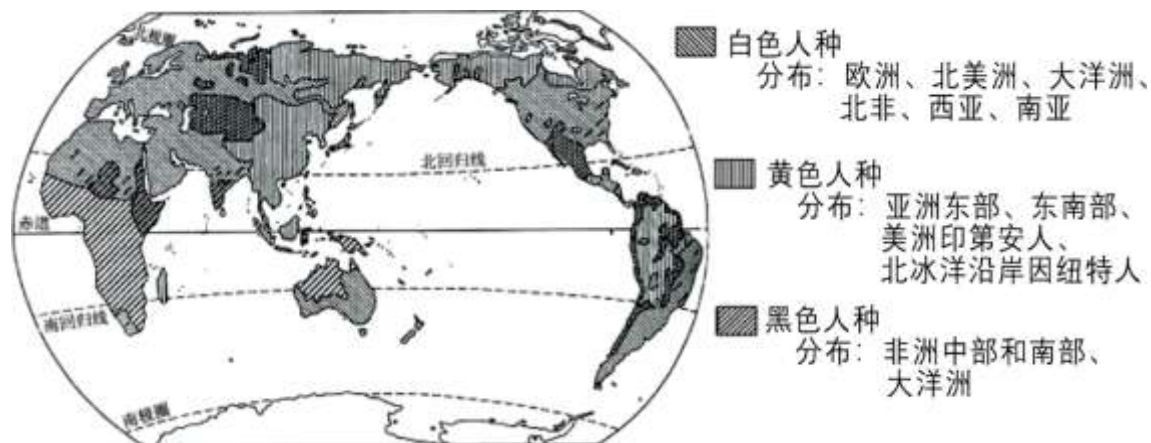 北极圈
北回归线
赤道
南回归线
南极圈
白色人种
分布：欧洲、北美洲、大洋洲、
北非、西亚、南亚
黄色人种
分布：亚洲东部、东南部、
美洲印第安人、
北冰洋沿岸因纽特人
黑色人种
分布：非洲中部和南部、
大洋洲